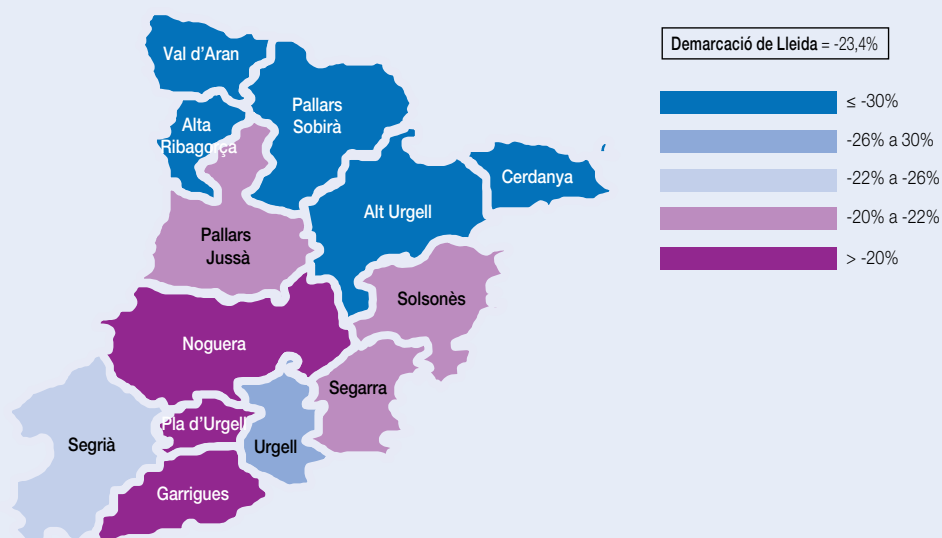 Val d'Aran
Pallars
Sobirà
Alta
Ribagorça
Cerdanya
Alt Urgell
Pallars
Jussà
Solsonès
Noguera
Segarra
Pla d'Urgell
Urgell
Segrià
Garrigues
Demarcació de Lleida = -23,4%
≤ -30%
-26% a 30%
-22% a -26%
-20% a -22%
> -20%